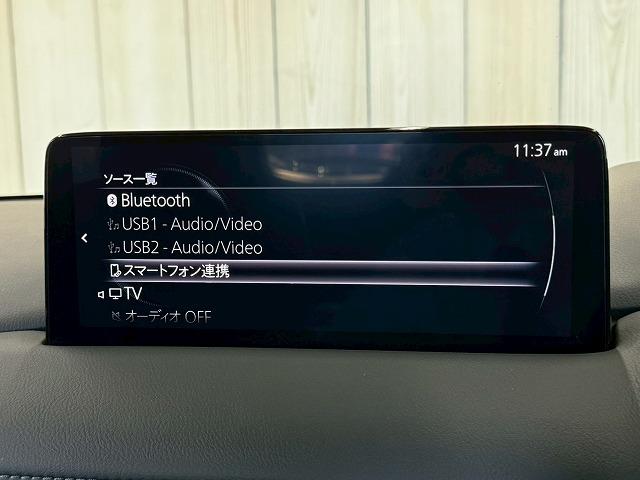 11:37 am
ソース一覧
Bluetooth
USB1 - Audio/Video
USB2 - Audio/Video
スマートフォン連携
TV
オーディオ OFF